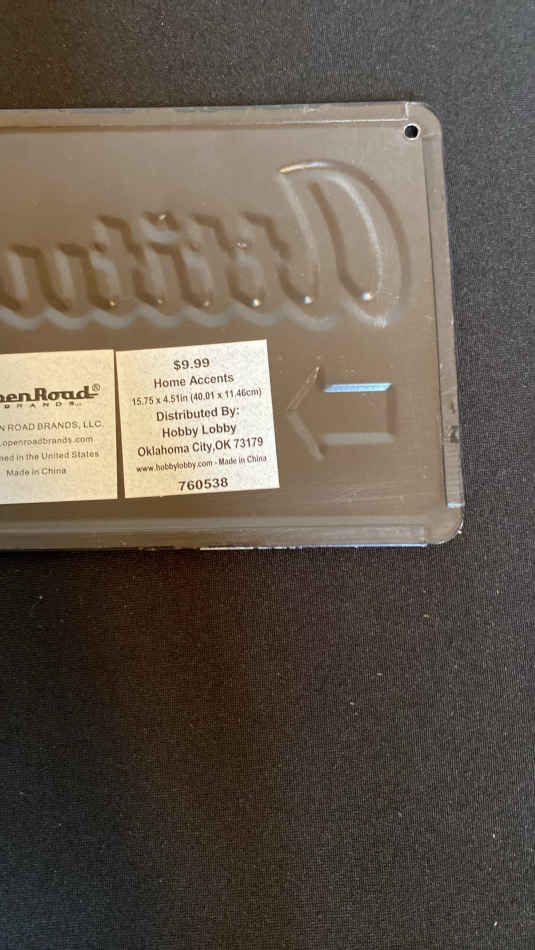 penRoad®
BRANDS
N ROAD BRANDS, LLC.
.openroadbrands.com
ned in the United States
Made in China
$9.99
Home Accents
15.75 x 4.51in (40.01 x 11.46cm)
Distributed By:
Hobby Lobby
Oklahoma City,OK 73179
www.hobbylobby.com - Made in China
760538